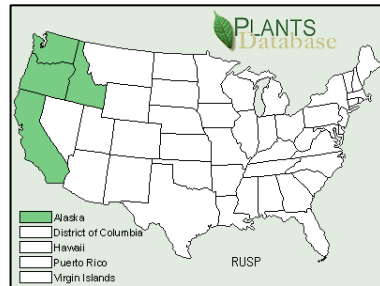 PLANTS
Database
Alaska
District of Columbia
Hawaii
Puerto Rico
Virgin Islands
RUSP